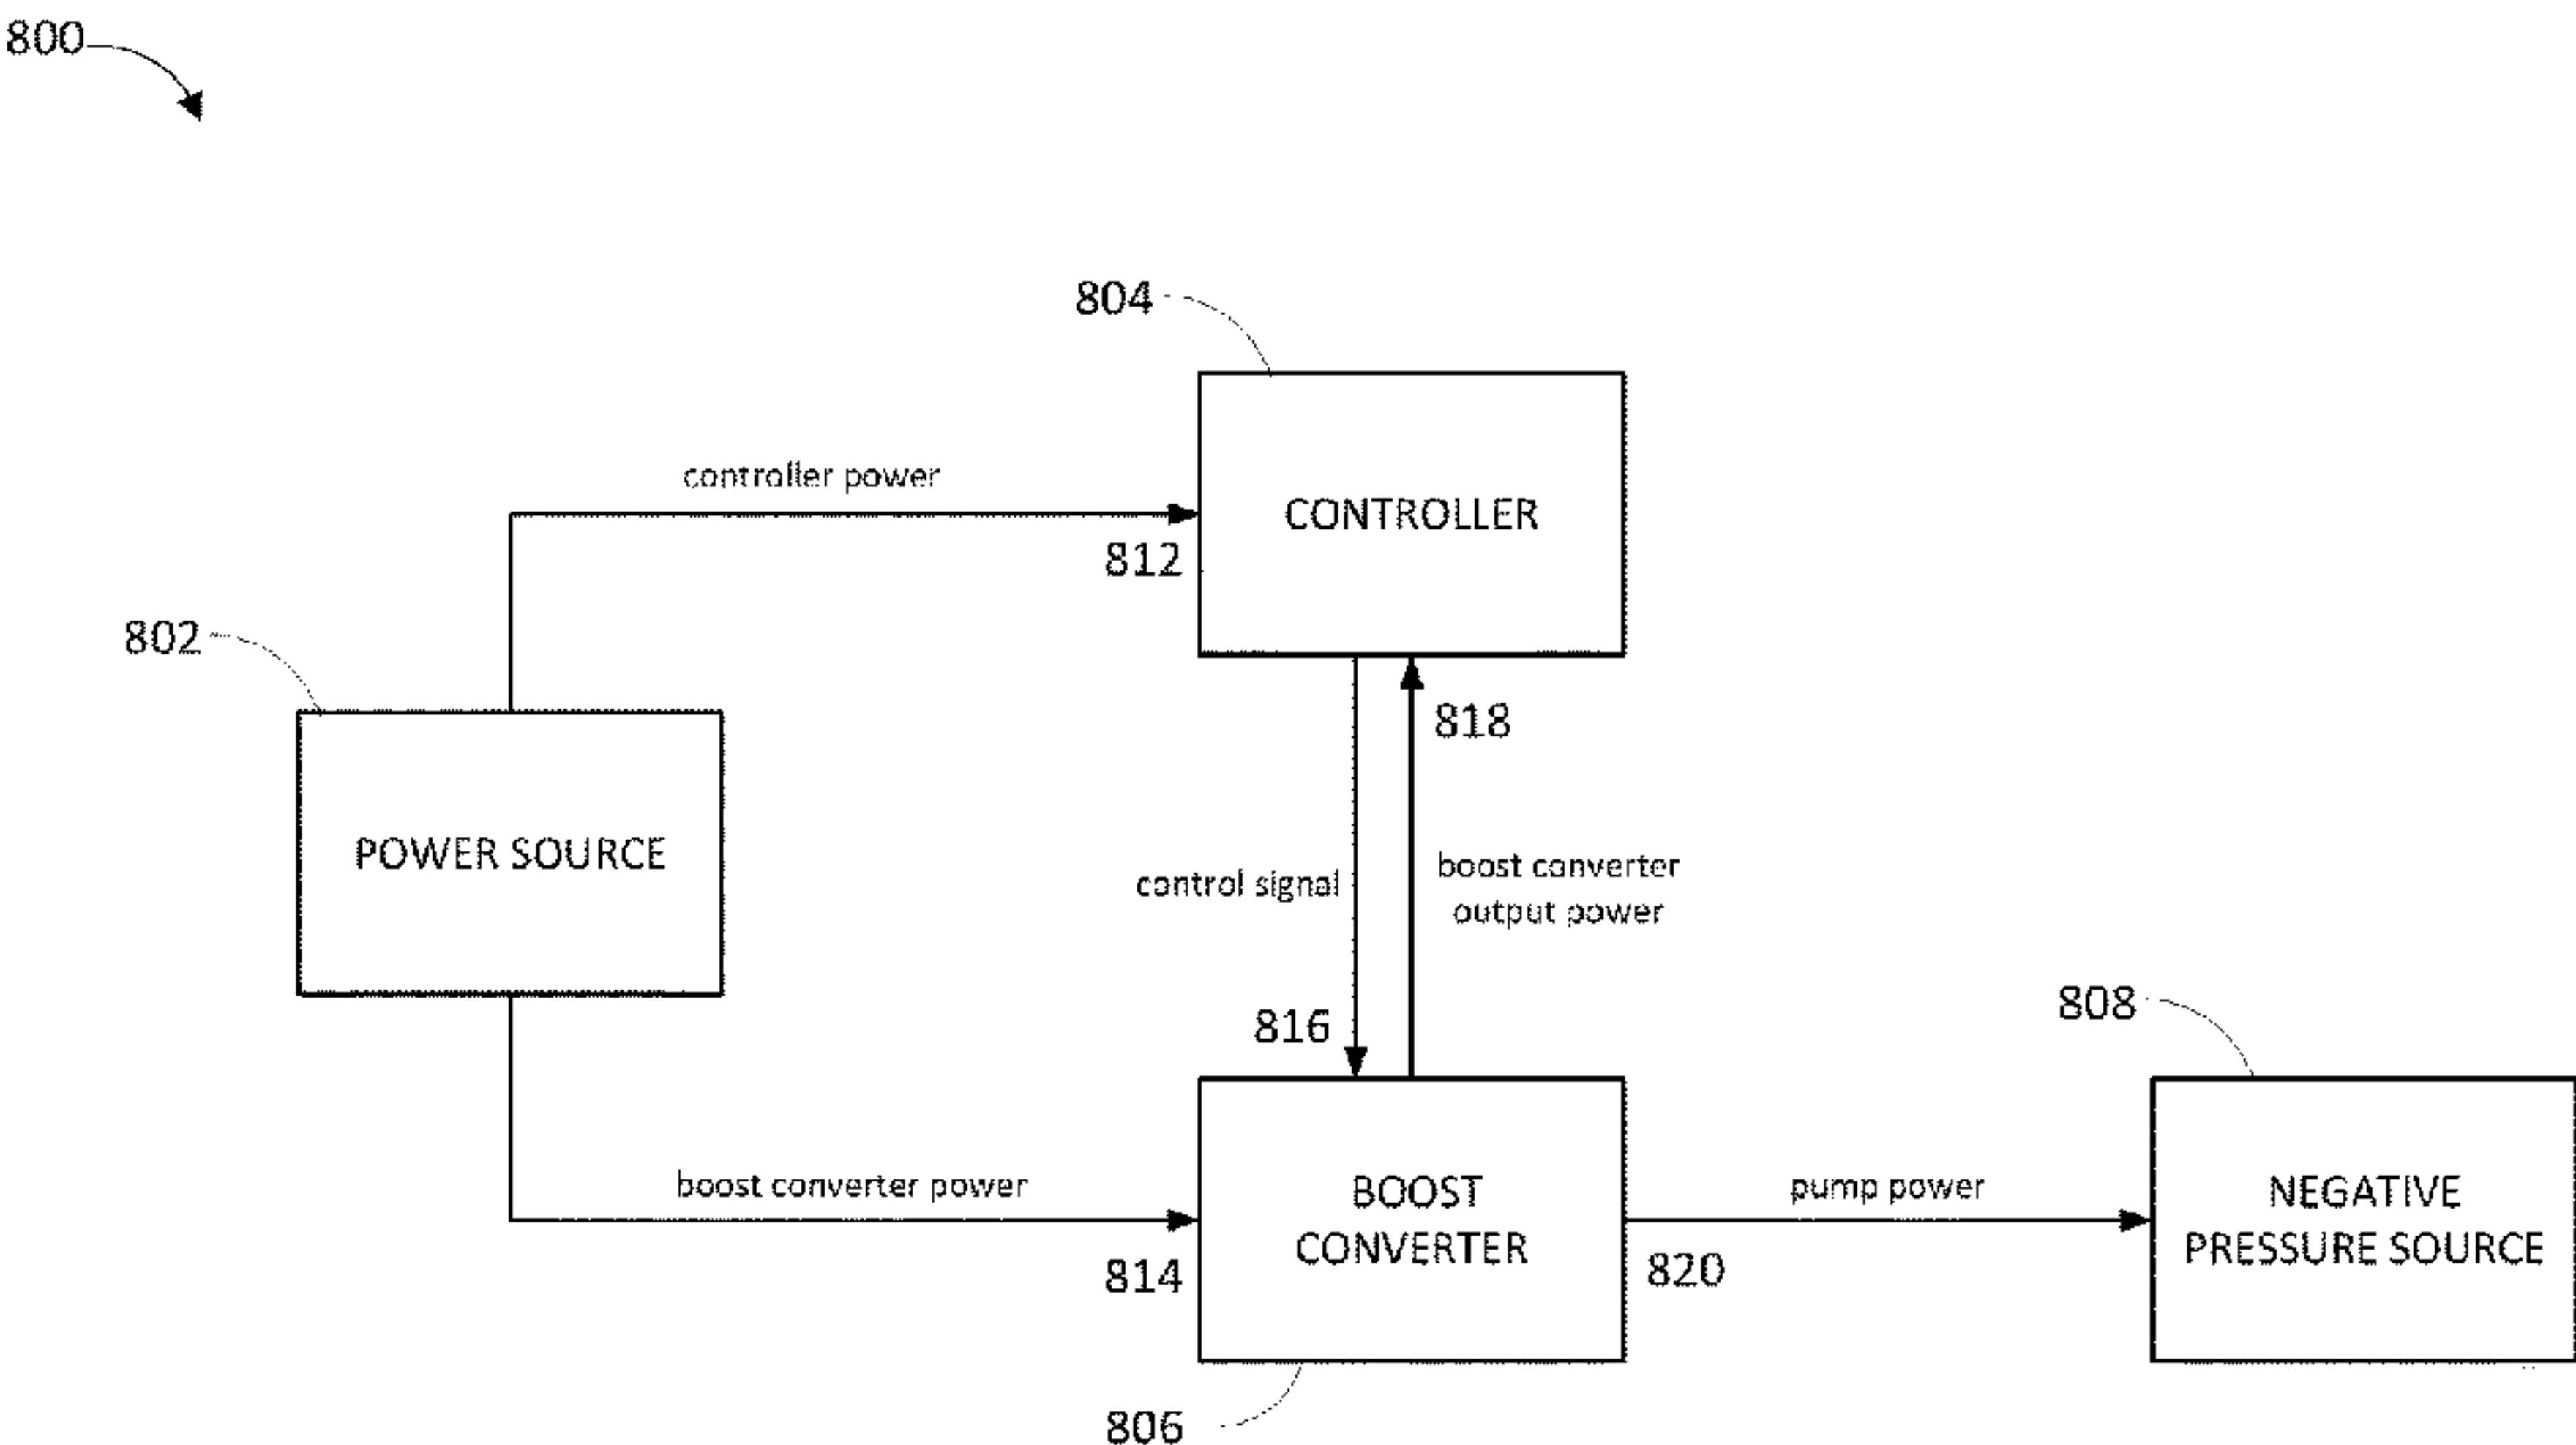 800
804
controller power
CONTROLLER
812
802
818
POWER SOURCE
control signal
boost converter
output power
816
808
boost converter power
BOOST
CONVERTER
pump power
NEGATIVE
PRESSURE SOURCE
814
820
806